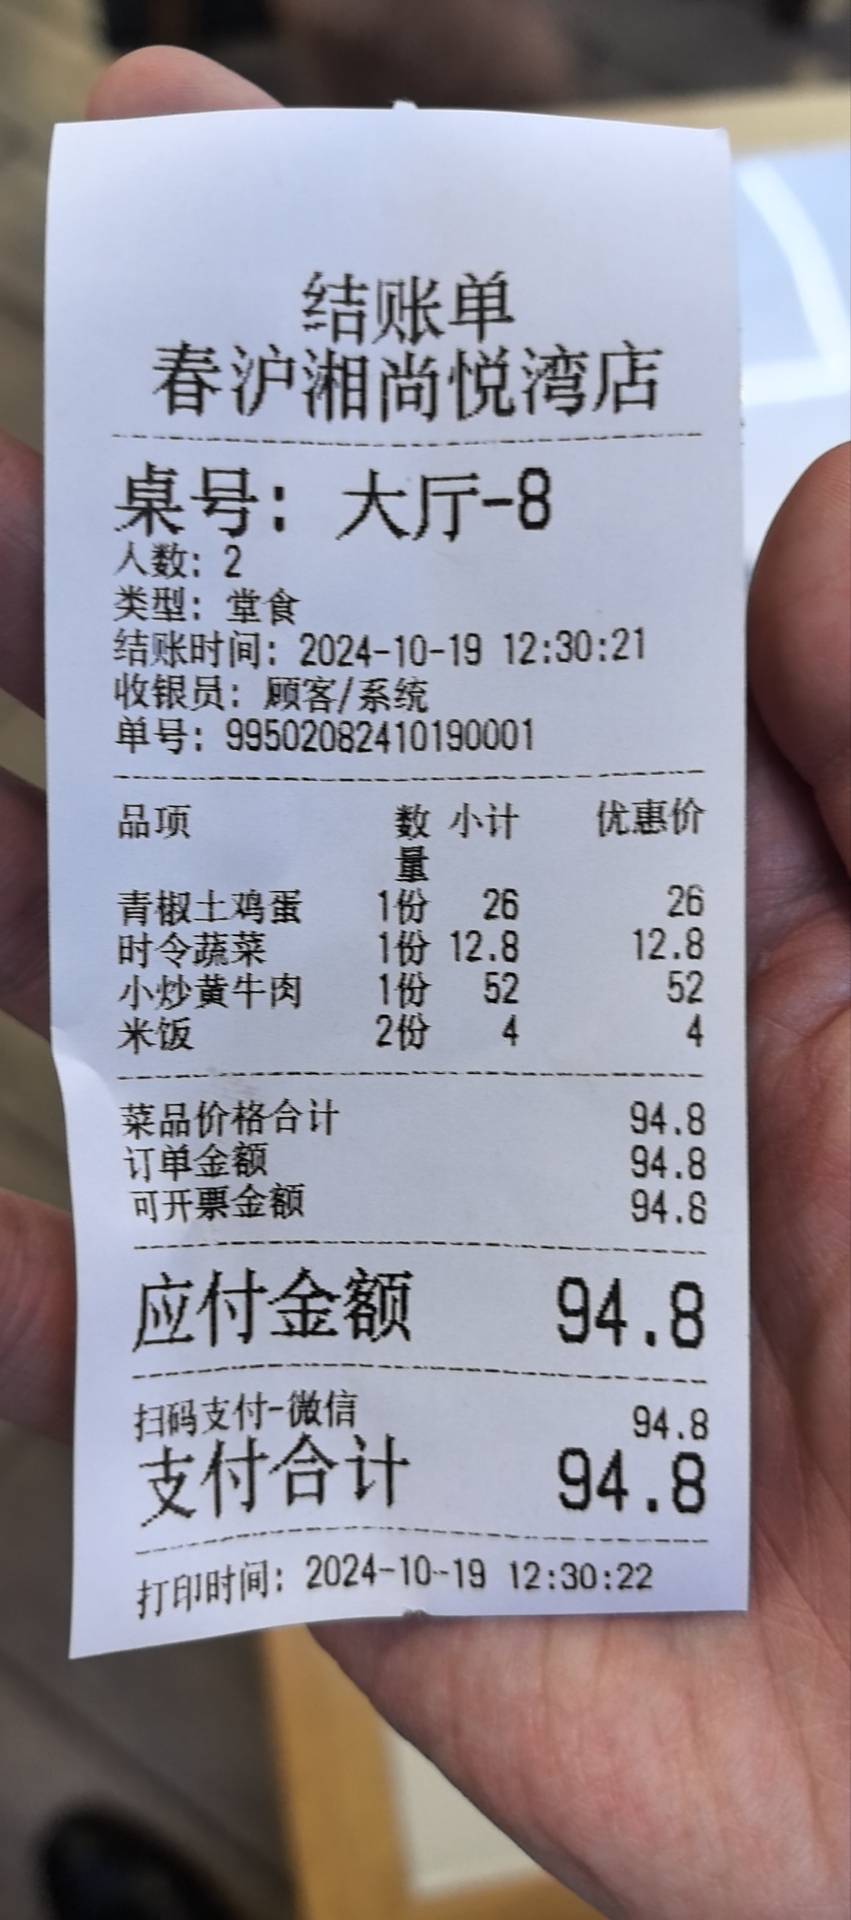 结账单
春沪湘尚悦湾店
桌号: 大厅-8
人数: 2
类型: 堂食
结账时间: 2024-10-19 12:30:21
收银员: 顾客/系统
单号: 99502082410190001
品项 数量 小计 优惠价
青椒土鸡蛋 1份 26 26
时令蔬菜 1份 12.8 12.8
小炒黄牛肉 1份 52 52
米饭 2份 4 4
菜品价格合计 94.8
订单金额 94.8
可开票金额 94.8
应付金额 94.8
扫码支付-微信 94.8
支付合计 94.8
打印时间: 2024-10-19 12:30:22